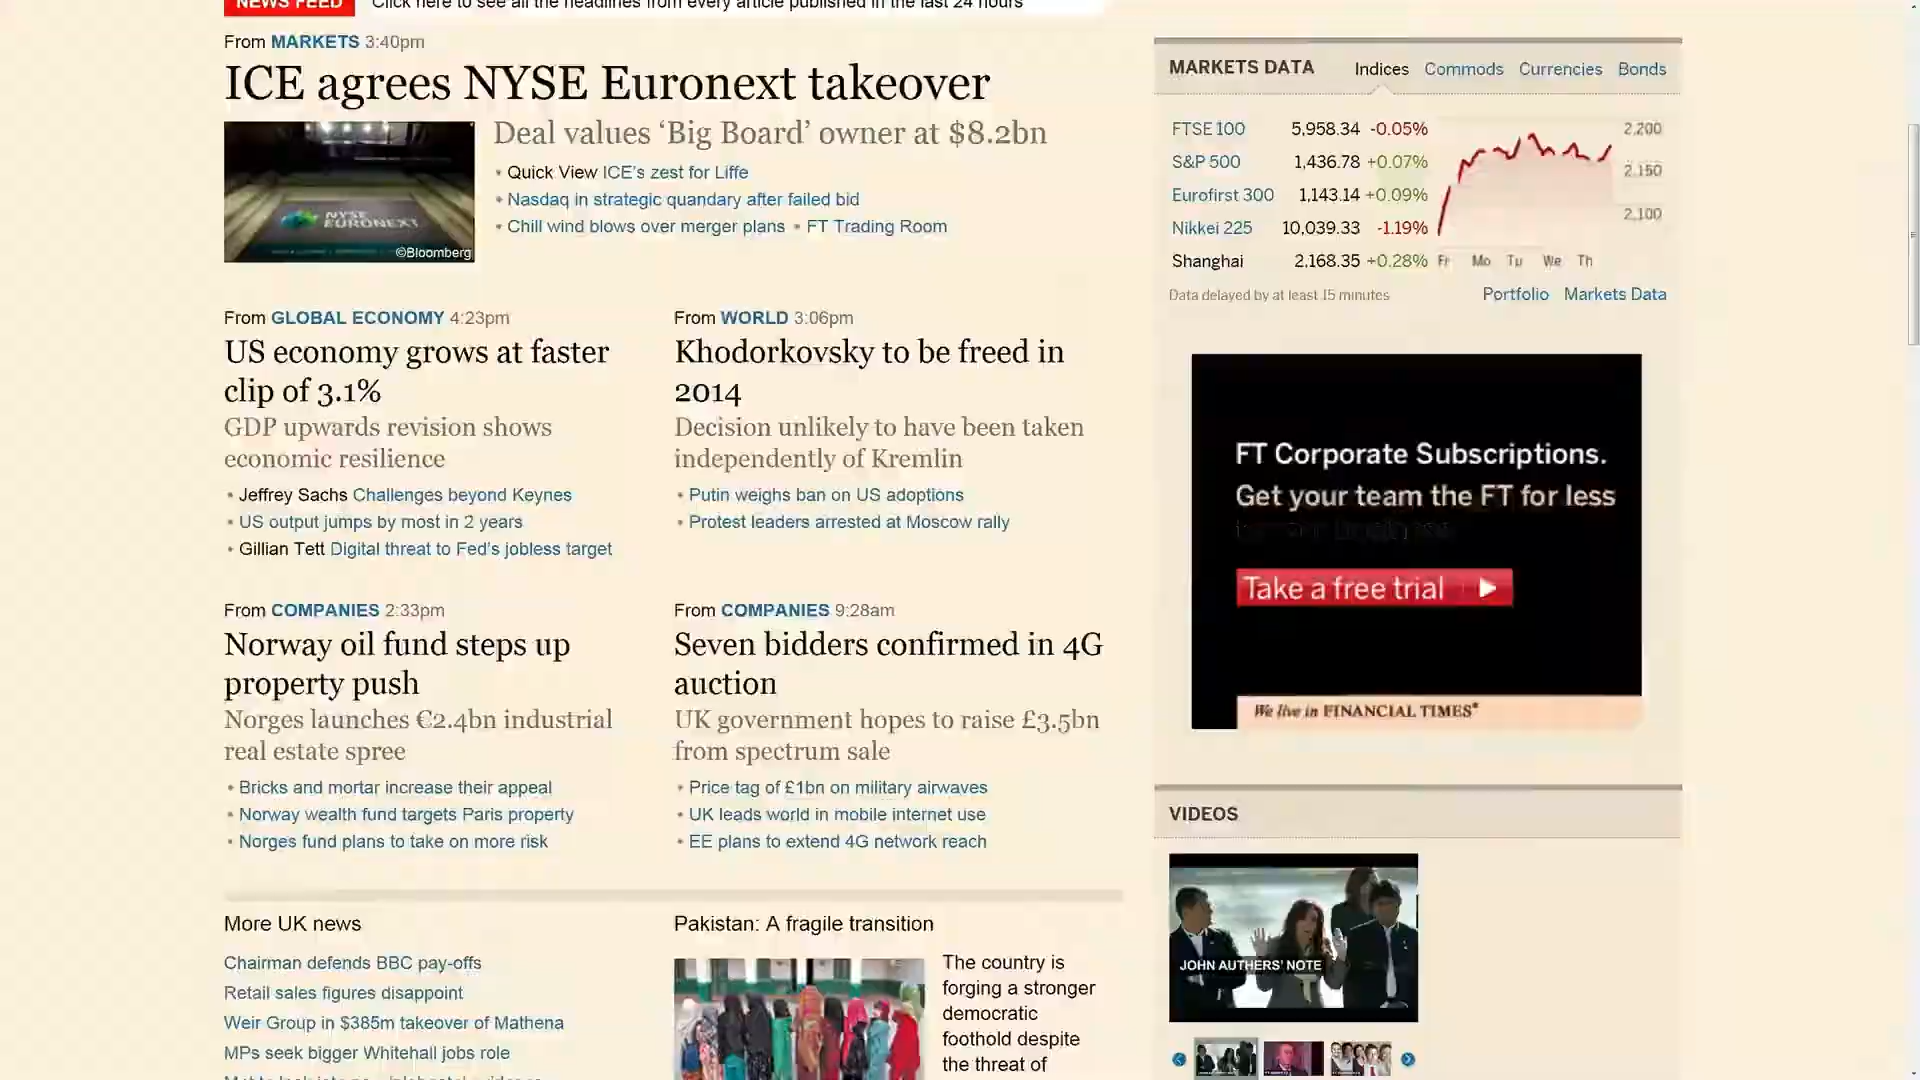 NEWS FEED Click here to see all the headlines from every article published in the last 24 hours
From MARKETS 3:40pm
ICE agrees NYSE Euronext takeover
NYSE
EURONEXT
©Bloomberg
Deal values ‘Big Board’ owner at $8.2bn
• Quick View ICE's zest for Liffe
• Nasdaq in strategic quandary after failed bid
• Chill wind blows over merger plans • FT Trading Room
From GLOBAL ECONOMY 4:23pm
US economy grows at faster
clip of 3.1%
GDP upwards revision shows
economic resilience
• Jeffrey Sachs Challenges beyond Keynes
• US output jumps by most in 2 years
• Gillian Tett Digital threat to Fed's jobless target
From WORLD 3:06pm
Khodorkovsky to be freed in
2014
Decision unlikely to have been taken
independently of Kremlin
• Putin weighs ban on US adoptions
• Protest leaders arrested at Moscow rally
From COMPANIES 2:33pm
Norway oil fund steps up
property push
Norges launches €2.4bn industrial
real estate spree
• Bricks and mortar increase their appeal
• Norway wealth fund targets Paris property
• Norges fund plans to take on more risk
From COMPANIES 9:28am
Seven bidders confirmed in 4G
auction
UK government hopes to raise £3.5bn
from spectrum sale
• Price tag of £1bn on military airwaves
• UK leads world in mobile internet use
• EE plans to extend 4G network reach
More UK news
Chairman defends BBC pay-offs
Retail sales figures disappoint
Weir Group in $385m takeover of Mathena
MPs seek bigger Whitehall jobs role
Pakistan: A fragile transition
The country is
forging a stronger
democratic
foothold despite
the threat of
MARKETS DATA Indices Commods Currencies Bonds
FTSE 100 5,958.34 -0.05%
S&P 500 1,436.78 +0.07%
Eurofirst 300 1,143.14 +0.09%
Nikkei 225 10,039.33 -1.19%
Shanghai 2,168.35 +0.28%
2,200
2,150
2,100
Fr Mo Tu We Th
Data delayed by at least 15 minutes Portfolio Markets Data
FT Corporate Subscriptions.
Get your team the FT for less
Take a free trial
We live in FINANCIAL TIMES®
VIDEOS
JOHN AUTHERS' NOTE